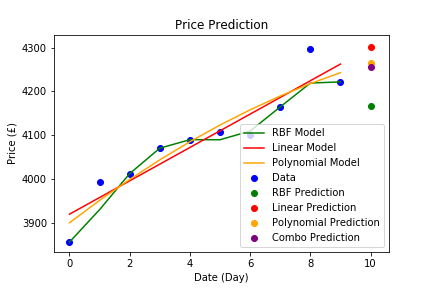 Price Prediction
4300
4200
4100
4000
3900
Price (£)
RBF Model
Linear Model
Polynomial Model
Data
RBF Prediction
Linear Prediction
Polynomial Prediction
Combo Prediction
0 2 4 6 8 10
Date (Day)